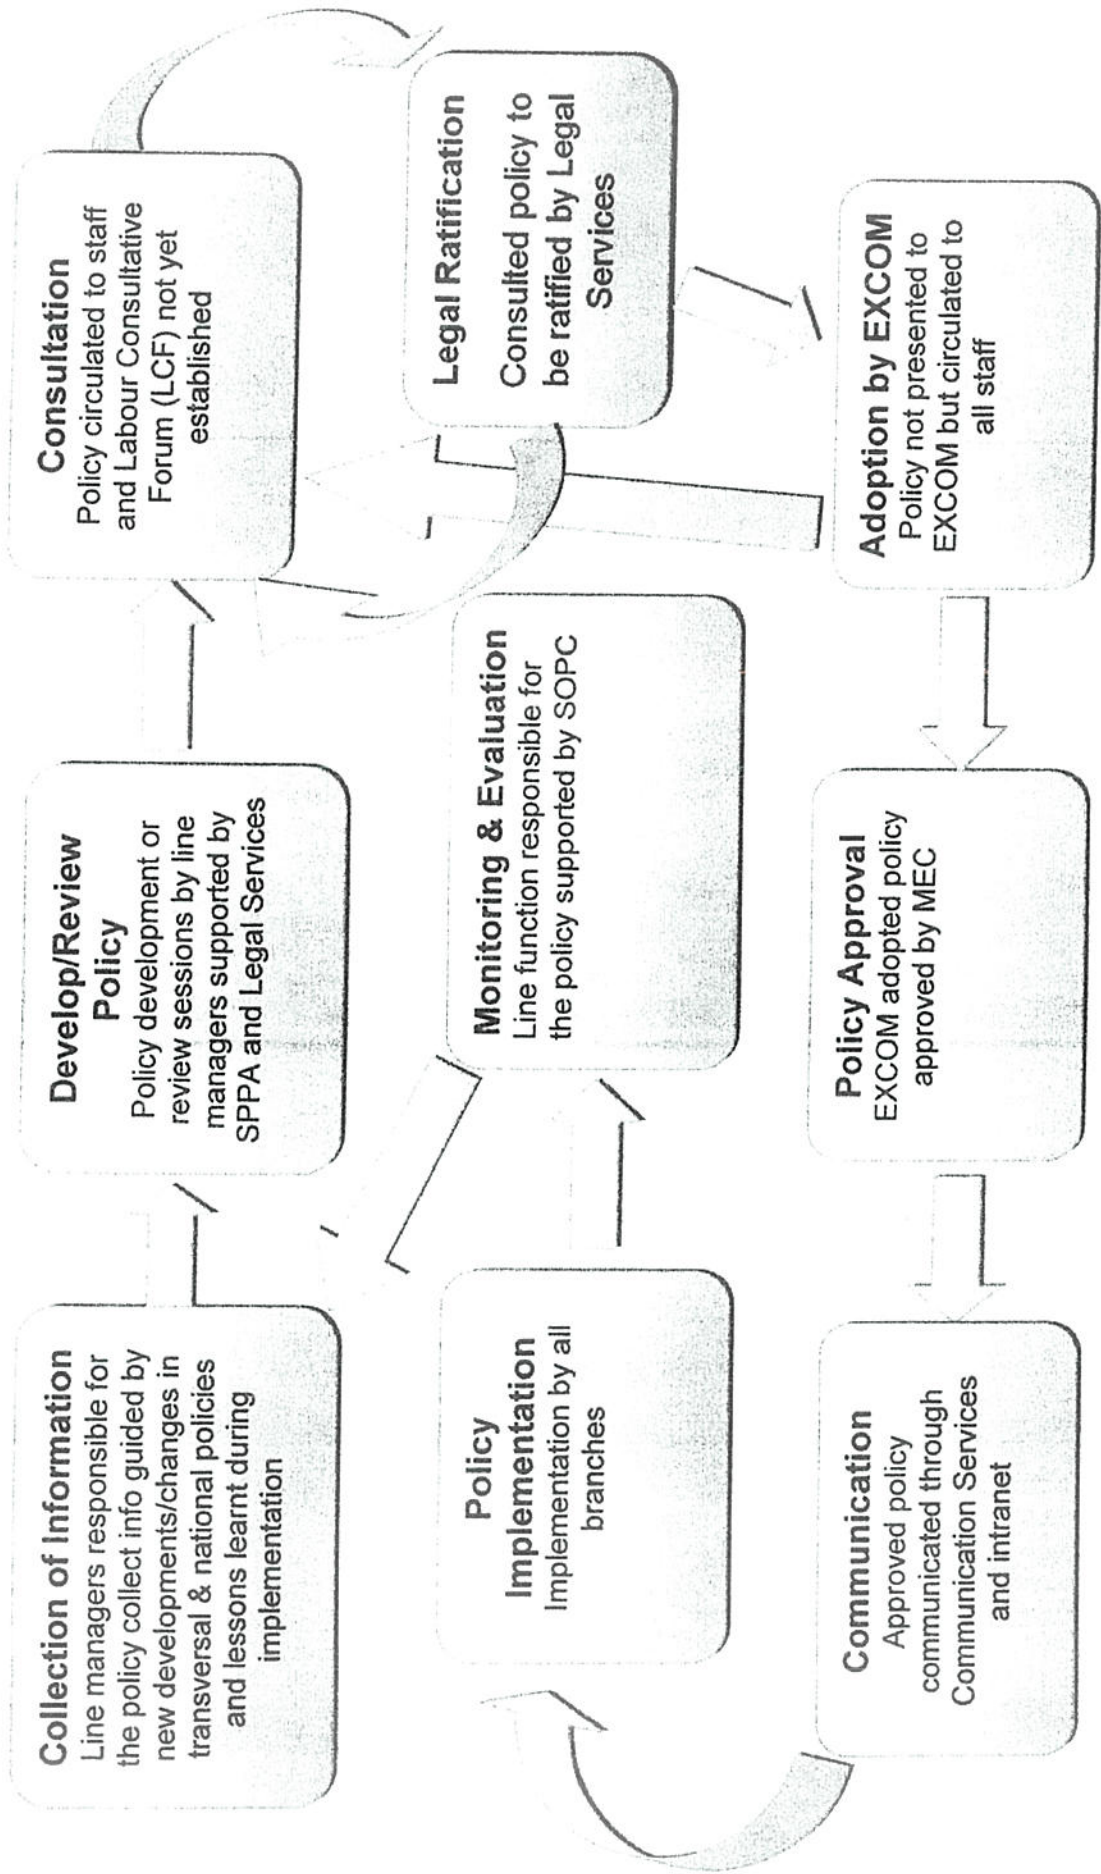 Collection of Information
Line managers responsible for
the policy collect info guided by
new developments/changes in
transversal & national policies
and lessons learnt during
implementation
Develop/Review
Policy
Policy development or
review sessions by line
managers supported by
SPPA and Legal Services
Consultation
Policy circulated to staff
and Labour Consultative
Forum (LCF) not yet
established
Legal Ratification
Consulted policy to
be ratified by Legal
Services
Adoption by EXCOM
Policy not presented to
EXCOM but circulated to
all staff
Policy Approval
EXCOM adopted policy
approved by MEC
Communication
Approved policy
communicated through
Communication Services
and intranet
Policy
Implementation
Implementation by all
branches
Monitoring & Evaluation
Line function responsible for
the policy supported by SOPC